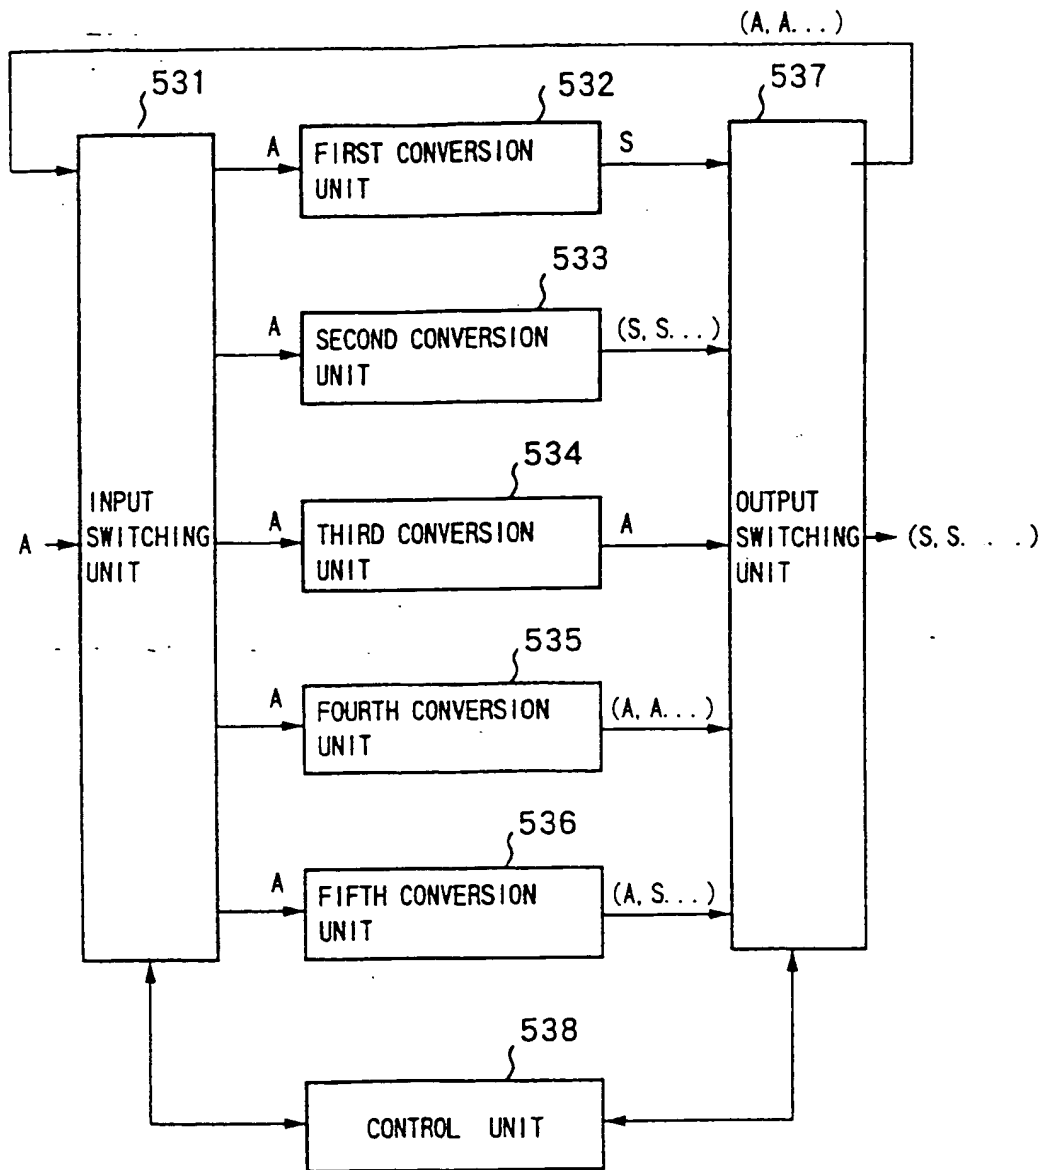 (A, A...)
531
532
537
A
FIRST CONVERSION
UNIT
S
533
A
SECOND CONVERSION
UNIT
(S, S...)
534
A
INPUT
SWITCHING
UNIT
A
THIRD CONVERSION
UNIT
A
OUTPUT
SWITCHING
UNIT
(S, S. . . .)
535
A
FOURTH CONVERSION
UNIT
(A, A...)
536
A
FIFTH CONVERSION
UNIT
(A, S...)
538
CONTROL UNIT